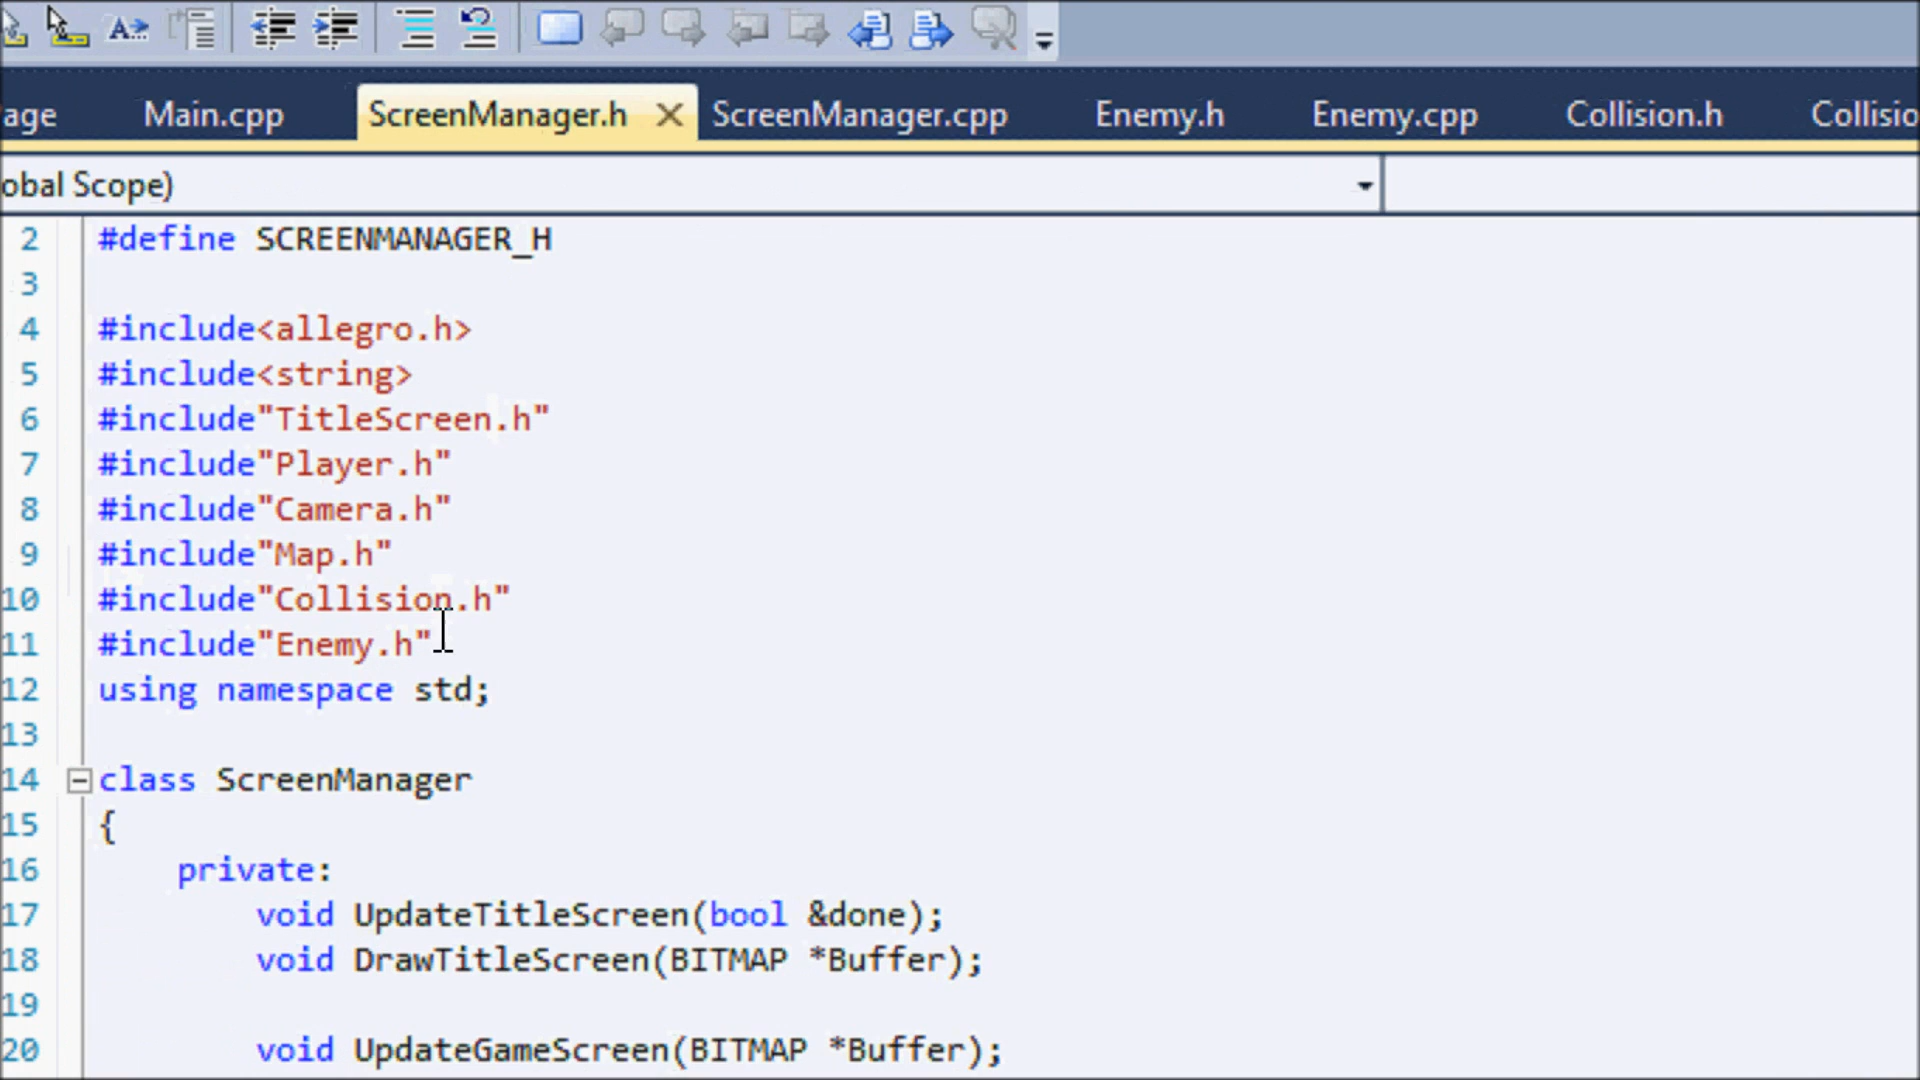 age Main.cpp ScreenManager.h ScreenManager.cpp Enemy.h Enemy.cpp Collision.h Collisio
obal Scope)
2 #define SCREENMANAGER_H
3
4 #include<allegro.h>
5 #include<string>
6 #include"TitleScreen.h"
7 #include"Player.h"
8 #include"Camera.h"
9 #include"Map.h"
10 #include"Collision.h"
11 #include"Enemy.h"
12 using namespace std;
13
14 class ScreenManager
15 {
16 private:
17 void UpdateTitleScreen(bool &done);
18 void DrawTitleScreen(BITMAP *Buffer);
19
20 void UpdateGameScreen(BITMAP *Buffer);